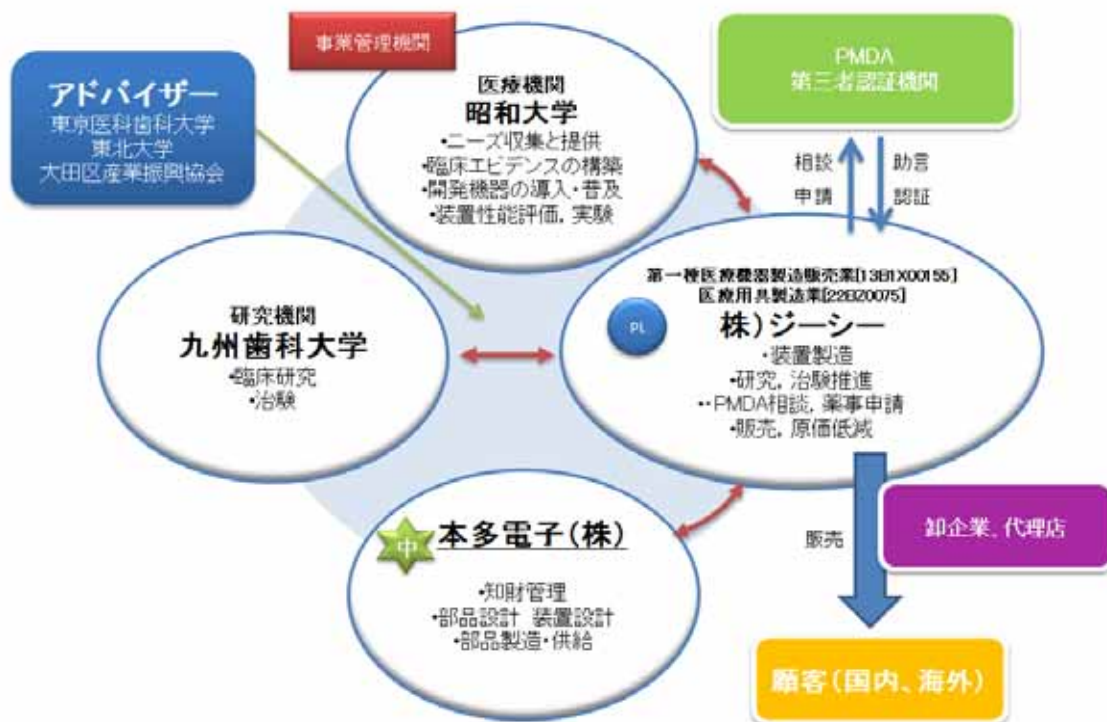 事業管理機関
アドバイザー
東京医科歯科大学
東北大学
大田区産業振興協会
医療機関
昭和大学
•ニーズ収集と提供
•臨床エビデンスの構築
•開発機器の導入・普及
•装置性能評価, 実験
PMDA
第三者認証機関
相談
申請
助言
認証
研究機関
九州歯科大学
•臨床研究
•治験
第一種医療機器製造販売業[13B1X00155]
医療用具製造業[22BZ0075]
PL
株)ジーシー
•装置製造
•研究, 治験推進
••PMDA相談, 薬事申請
•販売, 原価低減
中
本多電子(株)
•知財管理
•部品設計 装置設計
•部品製造・供給
販売
卸企業、代理店
顧客(国内、海外)